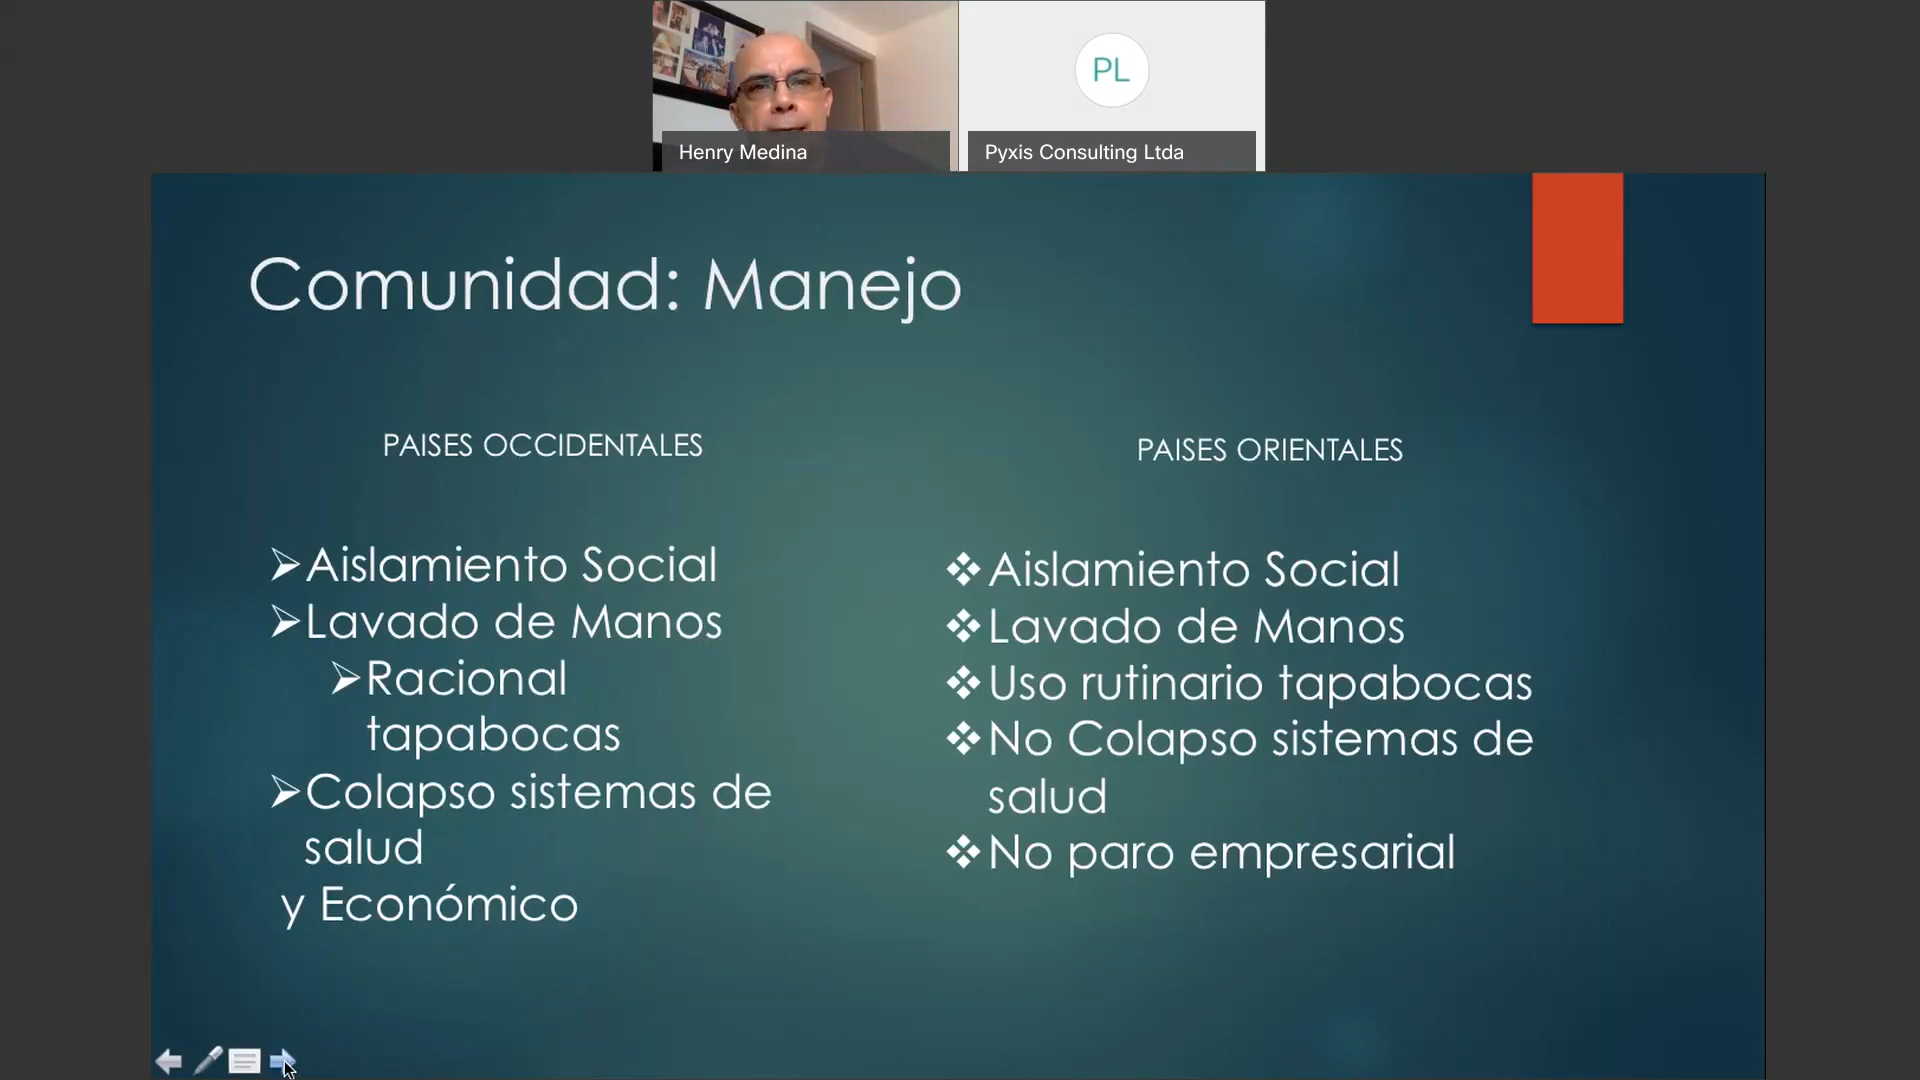 PL
Henry Medina
Pyxis Consulting Ltda
Comunidad: Manejo
PAISES OCCIDENTALES
Aislamiento Social
Lavado de Manos
Racional
tapabocas
Colapso sistemas de
salud
y Económico
PAISES ORIENTALES
Aislamiento Social
Lavado de Manos
Uso rutinario tapabocas
No Colapso sistemas de
salud
No paro empresarial